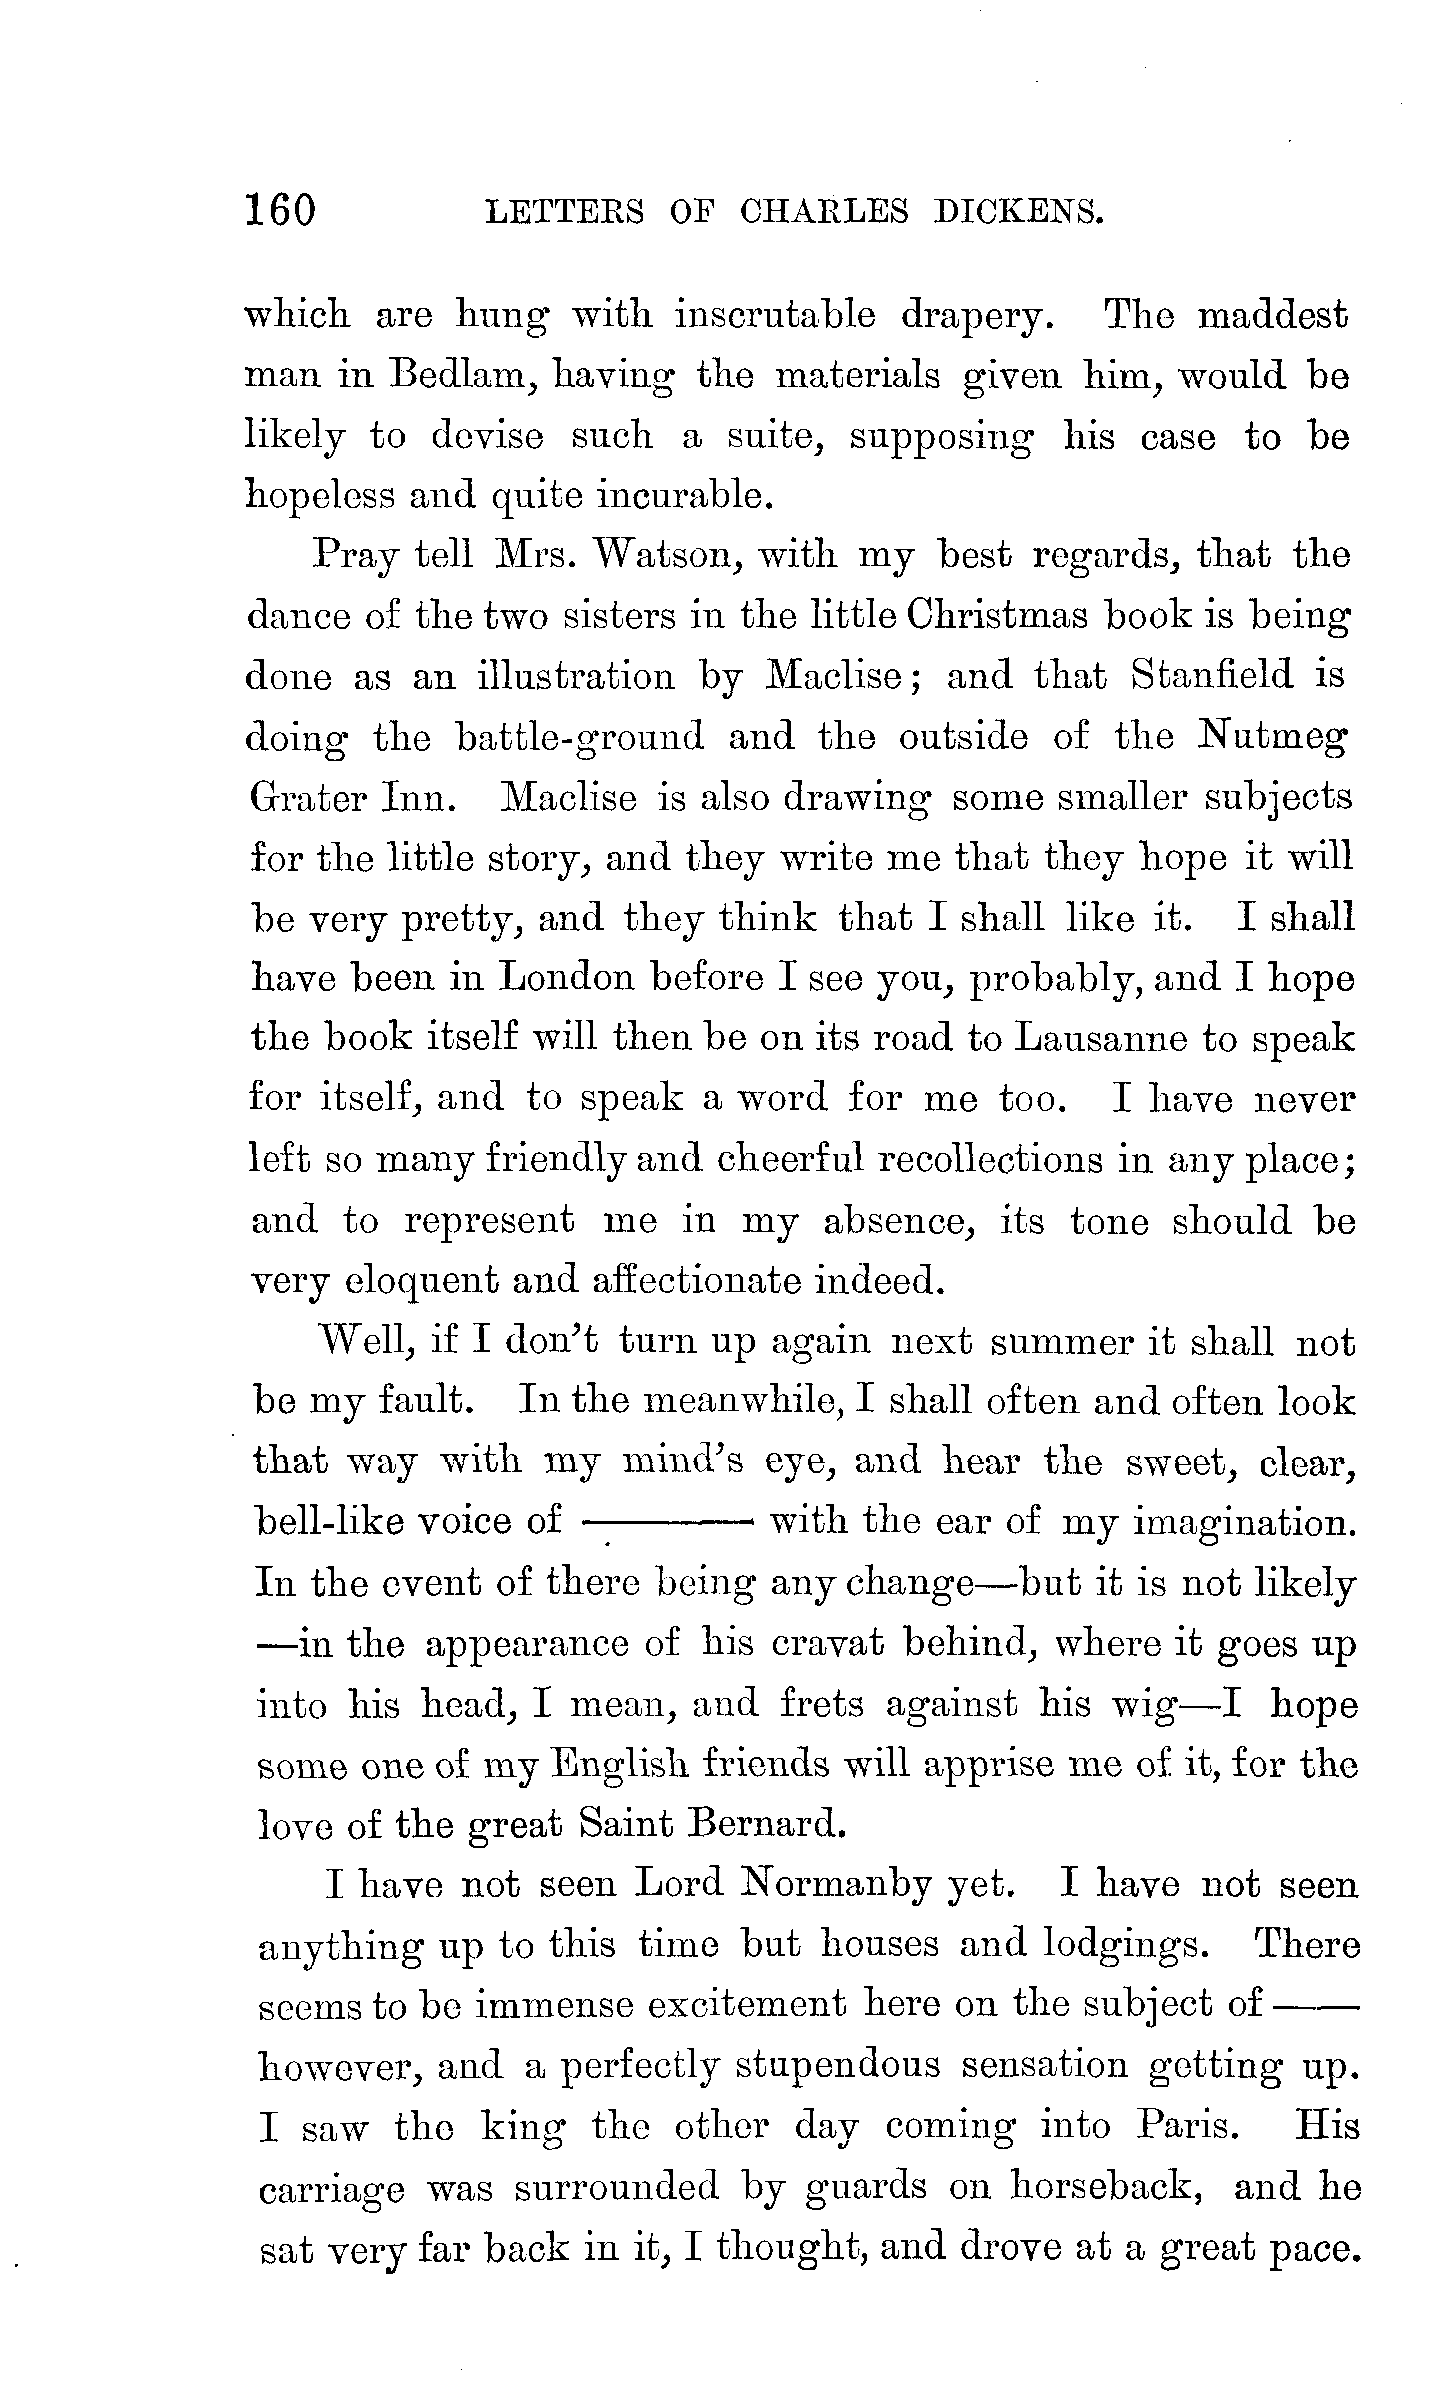 160 LETTERS OF CHARLES DICKENS.
which are hung with inscrutable drapery. The maddest
man in Bedlam, having the materials given him, would be
likely to devise such a suite, supposing his case to be
hopeless and quite incurable.
Pray tell Mrs. Watson, with my best regards, that the
dance of the two sisters in the little Christmas book is being
done as an illustration by Maclise; and that Stanfield is
doing the battle-ground and the outside of the Nutmeg
Grater Inn. Maclise is also drawing some smaller subjects
for the little story, and they write me that they hope it will
be very pretty, and they think that I shall like it. I shall
have been in London before I see you, probably, and I hope
the book itself will then be on its road to Lausanne to speak
for itself, and to speak a word for me too. I have never
left so many friendly and cheerful recollections in any place;
and to represent me in my absence, its tone should be
very eloquent and affectionate indeed.
Well, if I don't turn up again next summer it shall not
be my fault. In the meanwhile, I shall often and often look
that way with my mind's eye, and hear the sweet, clear,
bell-like voice of ——— with the ear of my imagination.
In the event of there being any change—but it is not likely
—in the appearance of his cravat behind, where it goes up
into his head, I mean, and frets against his wig—I hope
some one of my English friends will apprise me of it, for the
love of the great Saint Bernard.
I have not seen Lord Normanby yet. I have not seen
anything up to this time but houses and lodgings. There
seems to be immense excitement here on the subject of ——
however, and a perfectly stupendous sensation getting up.
I saw the king the other day coming into Paris. His
carriage was surrounded by guards on horseback, and he
sat very far back in it, I thought, and drove at a great pace.